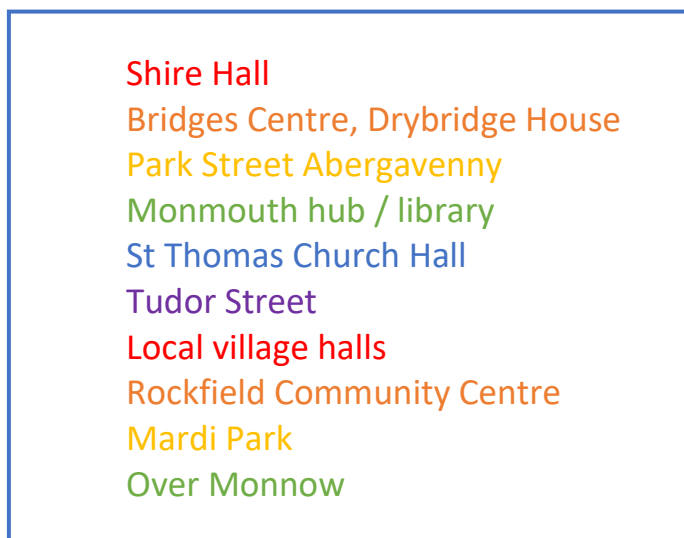 Shire Hall
Bridges Centre, Drybridge House
Park Street Abergavenny
Monmouth hub / library
St Thomas Church Hall
Tudor Street
Local village halls
Rockfield Community Centre
Mardi Park
Over Monnow